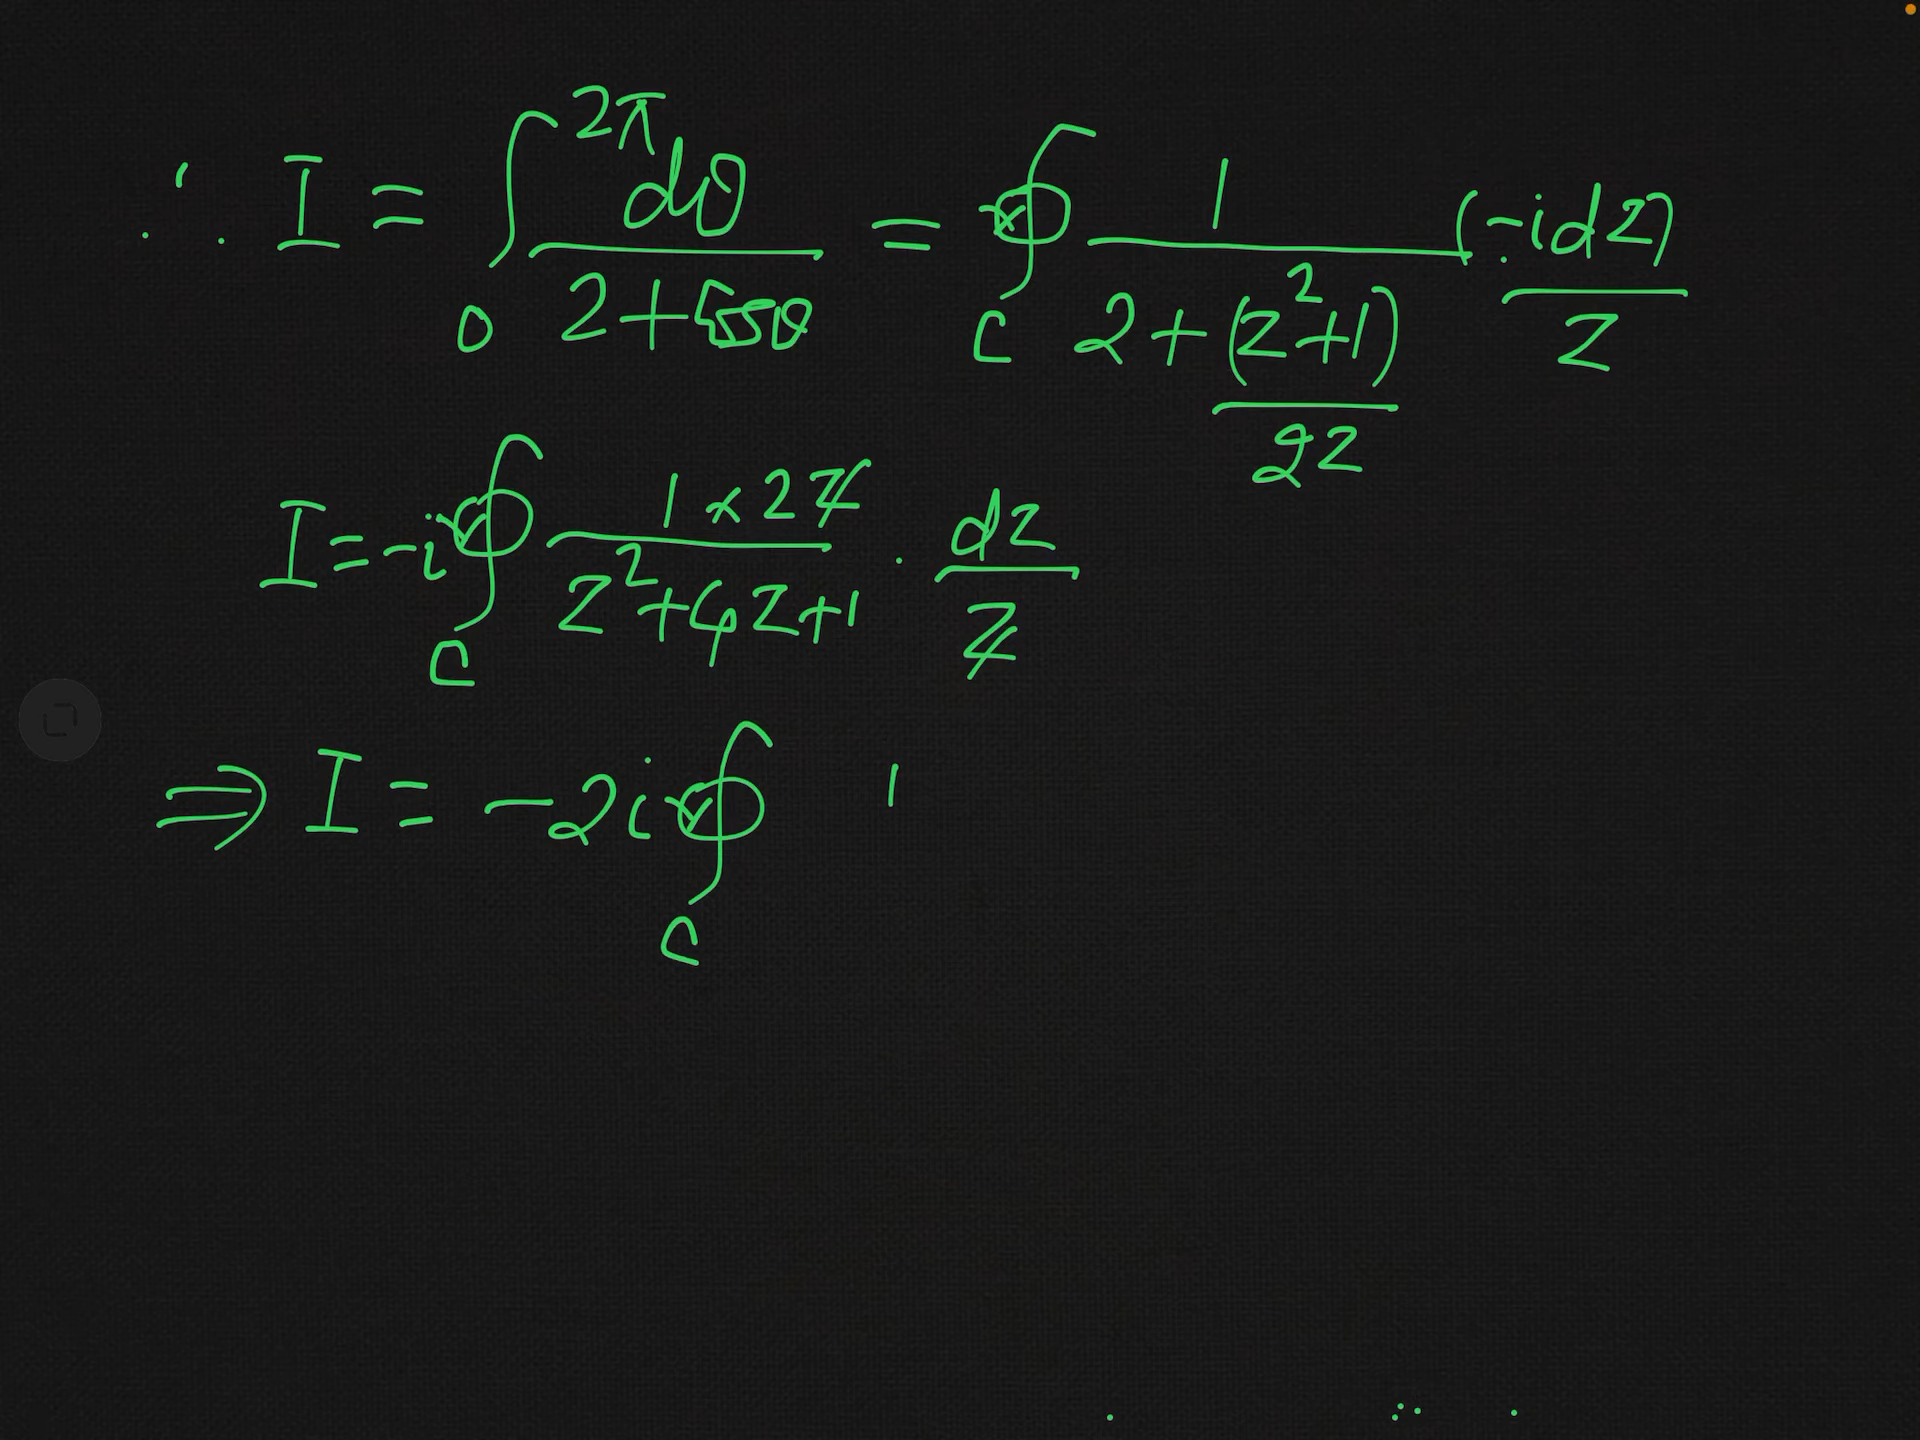 ∴ I = ∫₀^{2π} dθ / (2 + cosθ) = ∮_C 1 / (2 + (z²+1)/2z) · (-idz)/z
I = -i ∮_C (1 × 2z) / (z² + 4z + 1) · dz/z
⇒ I = -2i ∮_C 1